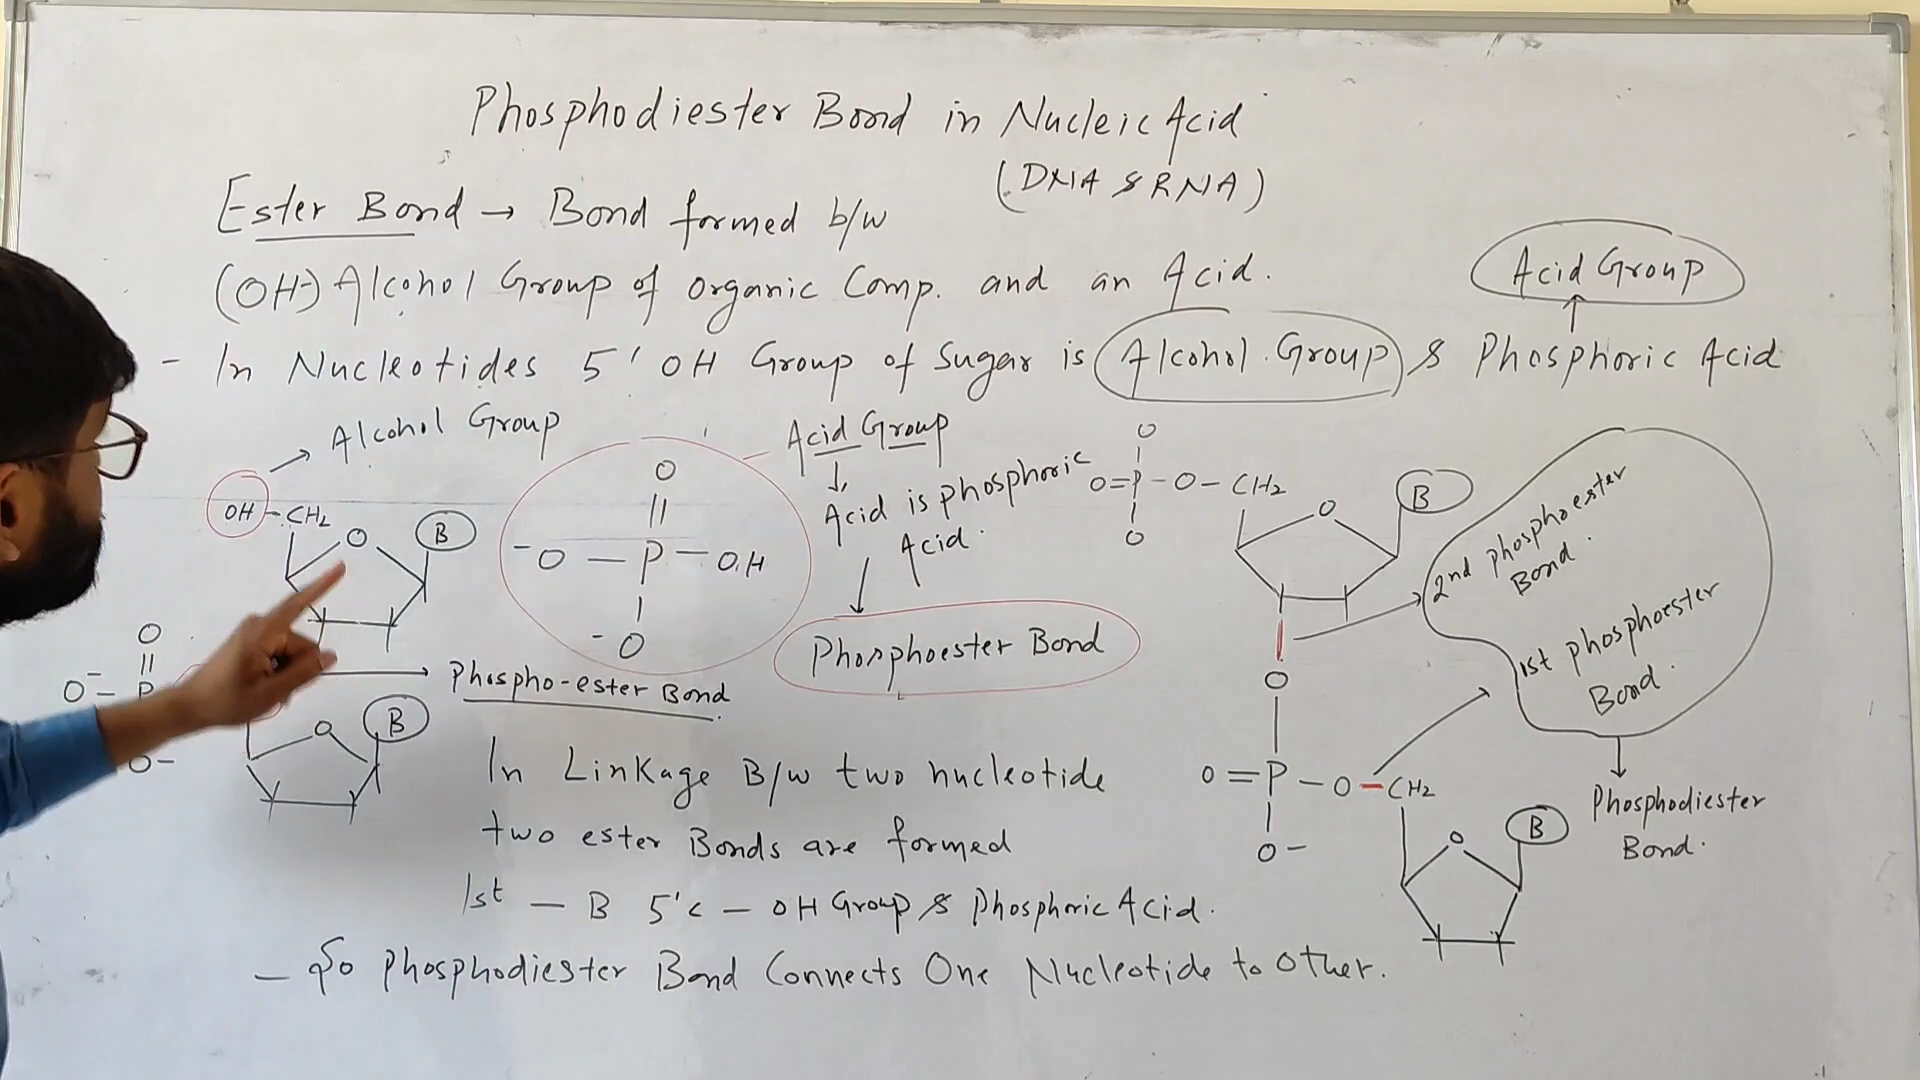 Phosphodiester Bond in Nucleic Acid
(DNA & RNA)
Ester Bond → Bond formed b/w
(OH-) Alcohol Group of organic Comp. and an Acid.
Acid Group
- In Nucleotides 5' OH Group of Sugar is Alcohol Group & Phosphoric Acid
Alcohol Group
OH - CH2
O
B
O
-O - P - O.H
-O
Acid Group
Acid is phosphoric
Acid.
Phosphoester Bond
O
O=P-O-CH2
O
O
B
2nd phosphoester
Bond.
1st phosphoester
Bond.
Phosphodiester
Bond.
O
O=P-O-CH2
O-
O
B
O
O- - P
O-
Phospho-ester Bond
O
B
In Linkage B/w two nucleotide
two ester Bonds are formed
1st - B 5'c - OH Group & Phosphoric Acid.
- So Phosphodiester Bond Connects One Nucleotide to other.